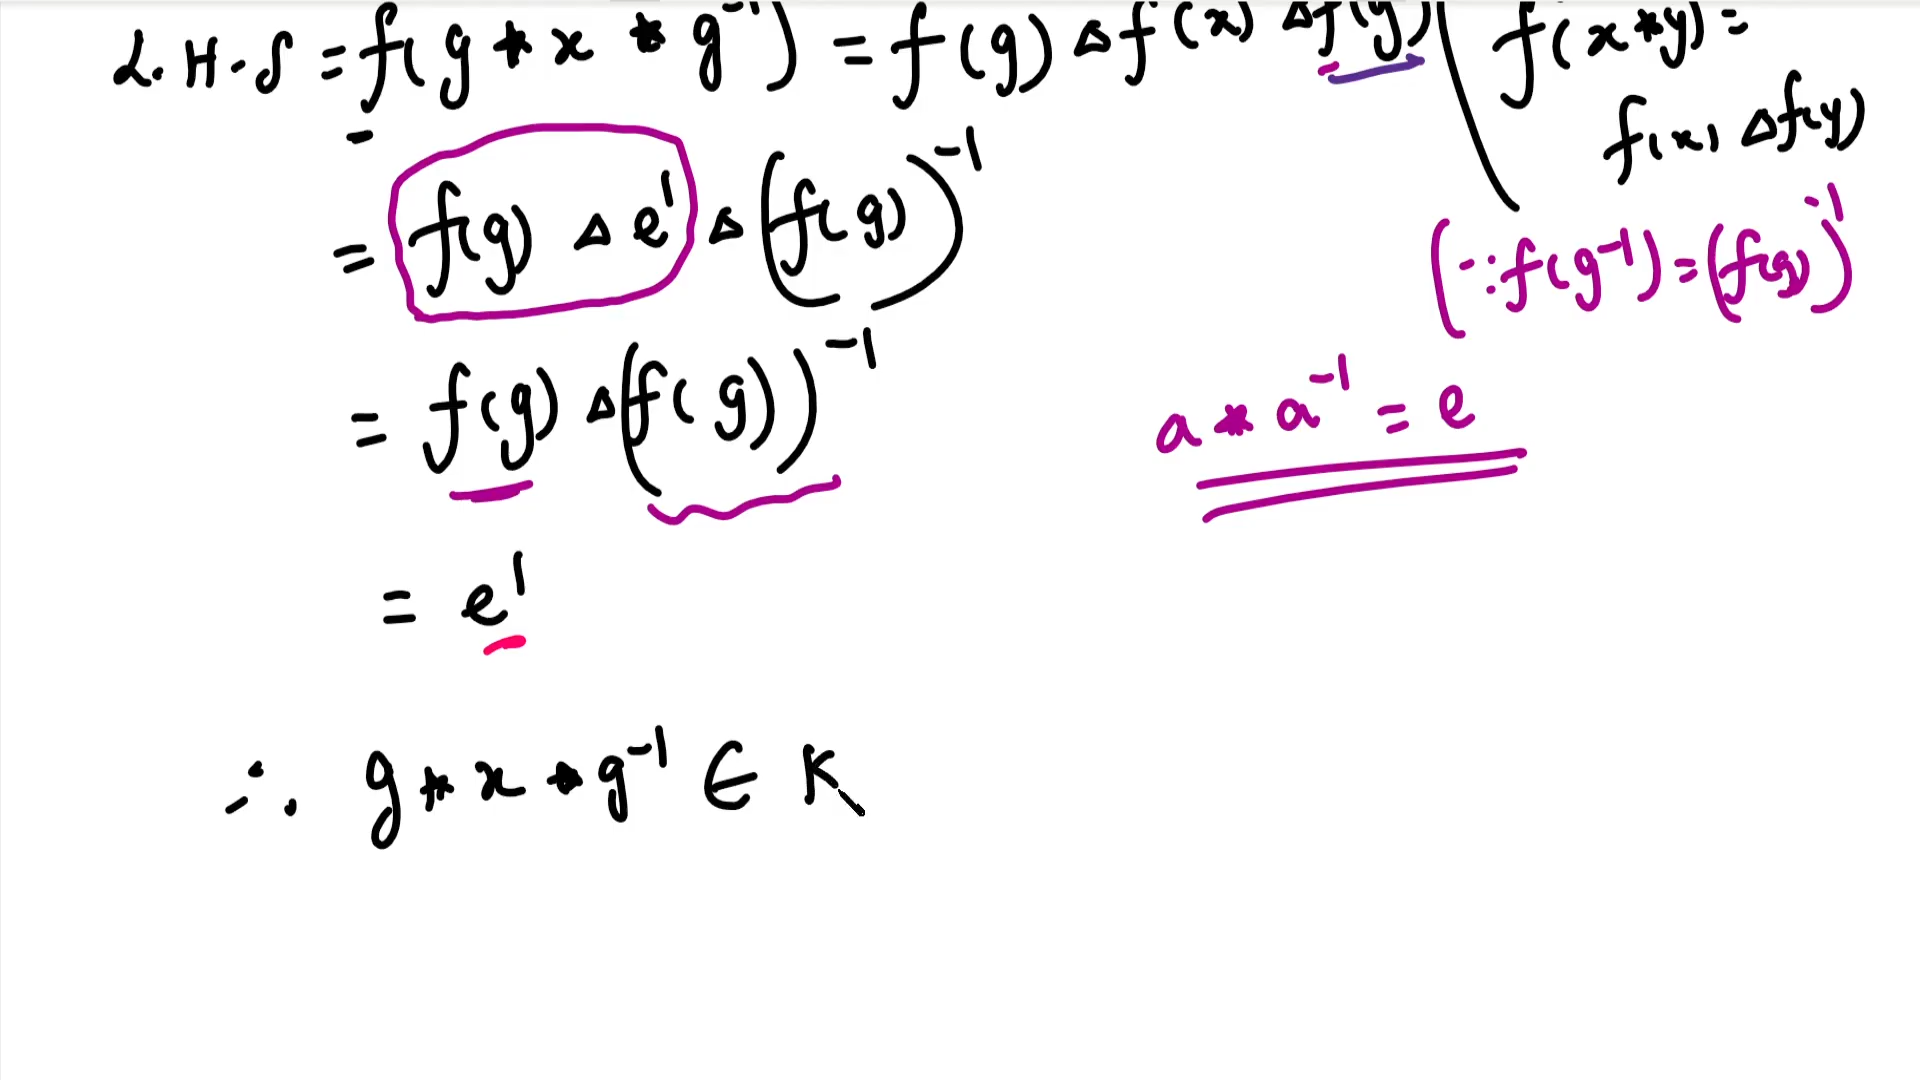 L.H.S = f(g * x * g⁻¹) = f(g) Δ f(x) Δ f(g)
f(x*y) =
f(x) Δ f(y)
= f(g) Δ e' Δ (f(g))⁻¹
(∵ f(g⁻¹) = (f(g))⁻¹
= f(g) Δ (f(g))⁻¹
a * a⁻¹ = e
= e'
∴ g * x * g⁻¹ ∈ K